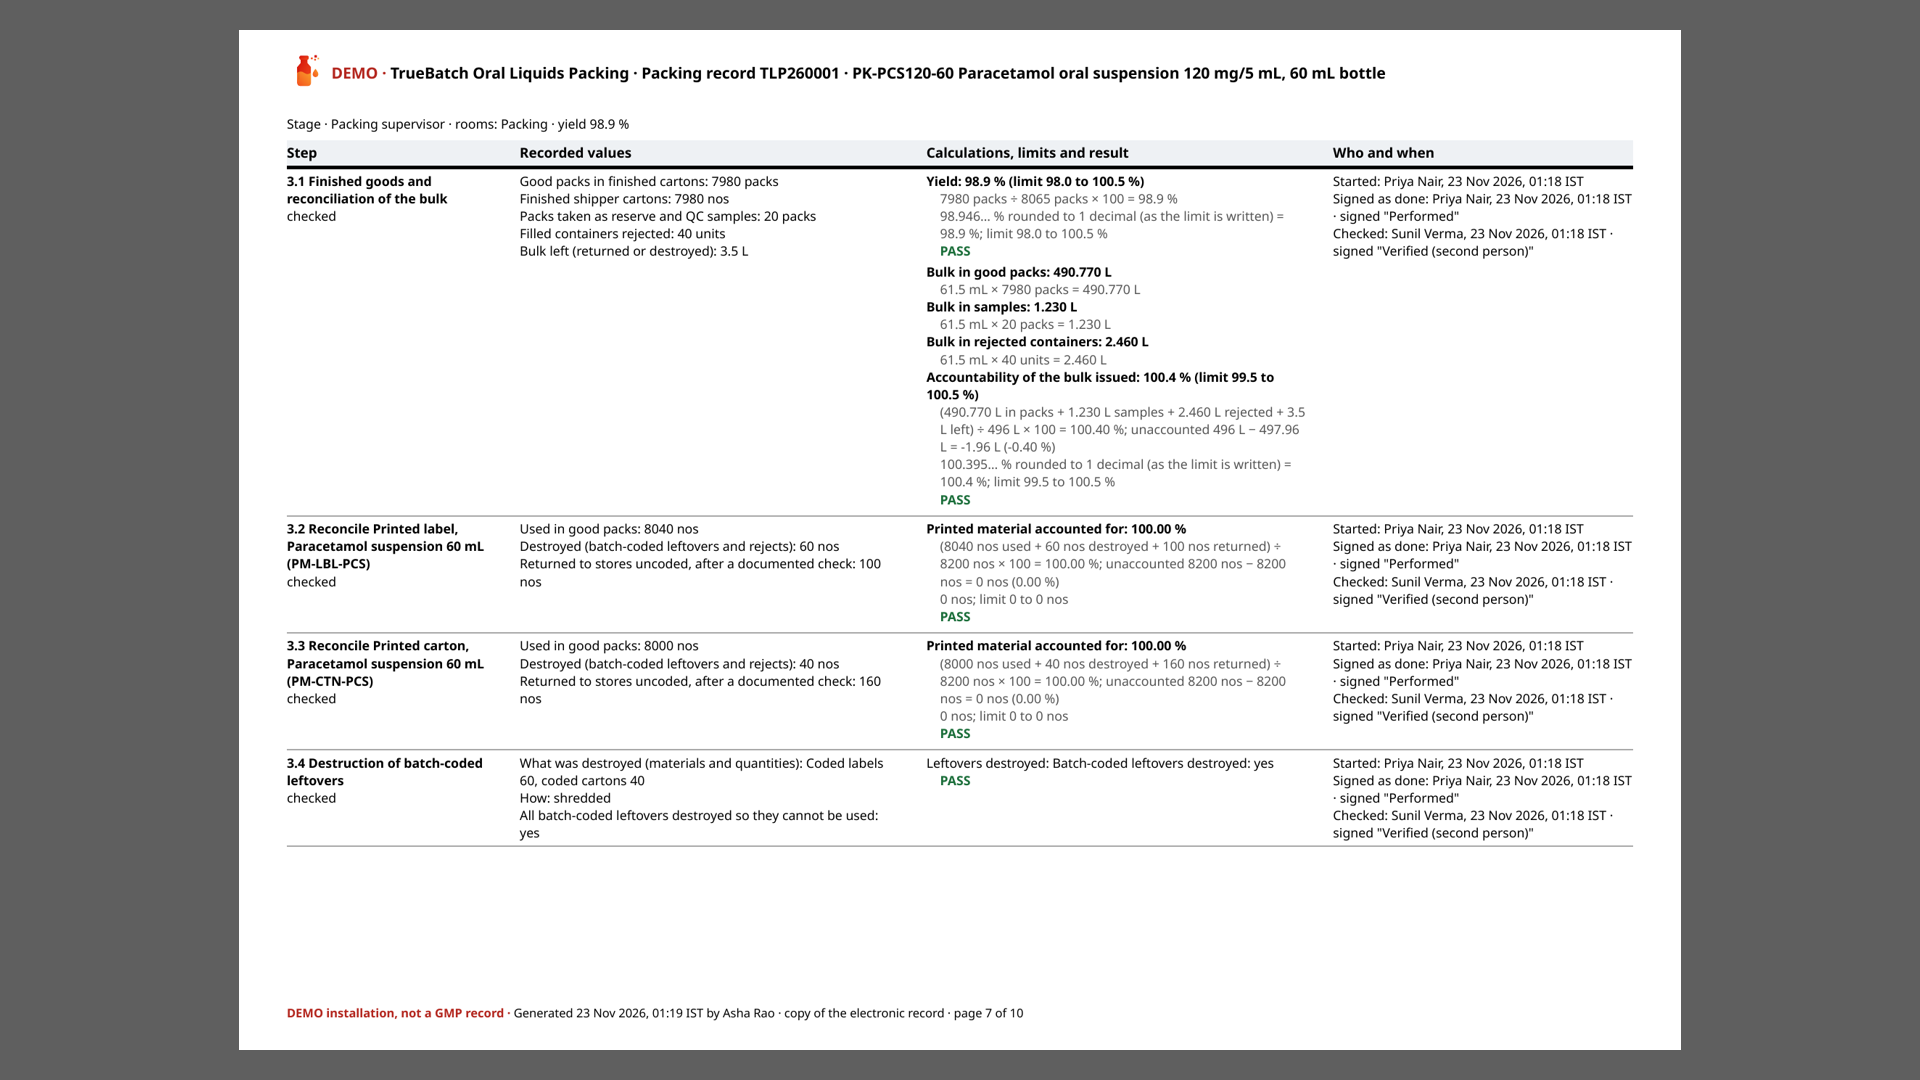 DEMO · TrueBatch Oral Liquids Packing · Packing record TLP260001 · PK-PCS120-60 Paracetamol oral suspension 120 mg/5 mL, 60 mL bottle
Stage · Packing supervisor · rooms: Packing · yield 98.9 %
Step
Recorded values
Calculations, limits and result
Who and when
3.1 Finished goods and
reconciliation of the bulk
checked
Good packs in finished cartons: 7980 packs
Finished shipper cartons: 7980 nos
Packs taken as reserve and QC samples: 20 packs
Filled containers rejected: 40 units
Bulk left (returned or destroyed): 3.5 L
Yield: 98.9 % (limit 98.0 to 100.5 %)
7980 packs ÷ 8065 packs × 100 = 98.9 %
98.946... % rounded to 1 decimal (as the limit is written) =
98.9 %; limit 98.0 to 100.5 %
PASS
Bulk in good packs: 490.770 L
61.5 mL × 7980 packs = 490.770 L
Bulk in samples: 1.230 L
61.5 mL × 20 packs = 1.230 L
Bulk in rejected containers: 2.460 L
61.5 mL × 40 units = 2.460 L
Accountability of the bulk issued: 100.4 % (limit 99.5 to
100.5 %)
(490.770 L in packs + 1.230 L samples + 2.460 L rejected + 3.5
L left) ÷ 496 L × 100 = 100.40 %; unaccounted 496 L − 497.96
L = -1.96 L (-0.40 %)
100.395... % rounded to 1 decimal (as the limit is written) =
100.4 %; limit 99.5 to 100.5 %
PASS
Started: Priya Nair, 23 Nov 2026, 01:18 IST
Signed as done: Priya Nair, 23 Nov 2026, 01:18 IST
· signed "Performed"
Checked: Sunil Verma, 23 Nov 2026, 01:18 IST ·
signed "Verified (second person)"
3.2 Reconcile Printed label,
Paracetamol suspension 60 mL
(PM-LBL-PCS)
checked
Used in good packs: 8040 nos
Destroyed (batch-coded leftovers and rejects): 60 nos
Returned to stores uncoded, after a documented check: 100
nos
Printed material accounted for: 100.00 %
(8040 nos used + 60 nos destroyed + 100 nos returned) ÷
8200 nos × 100 = 100.00 %; unaccounted 8200 nos − 8200
nos = 0 nos (0.00 %)
0 nos; limit 0 to 0 nos
PASS
Started: Priya Nair, 23 Nov 2026, 01:18 IST
Signed as done: Priya Nair, 23 Nov 2026, 01:18 IST
· signed "Performed"
Checked: Sunil Verma, 23 Nov 2026, 01:18 IST ·
signed "Verified (second person)"
3.3 Reconcile Printed carton,
Paracetamol suspension 60 mL
(PM-CTN-PCS)
checked
Used in good packs: 8000 nos
Destroyed (batch-coded leftovers and rejects): 40 nos
Returned to stores uncoded, after a documented check: 160
nos
Printed material accounted for: 100.00 %
(8000 nos used + 40 nos destroyed + 160 nos returned) ÷
8200 nos × 100 = 100.00 %; unaccounted 8200 nos − 8200
nos = 0 nos (0.00 %)
0 nos; limit 0 to 0 nos
PASS
Started: Priya Nair, 23 Nov 2026, 01:18 IST
Signed as done: Priya Nair, 23 Nov 2026, 01:18 IST
· signed "Performed"
Checked: Sunil Verma, 23 Nov 2026, 01:18 IST ·
signed "Verified (second person)"
3.4 Destruction of batch-coded
leftovers
checked
What was destroyed (materials and quantities): Coded labels
60, coded cartons 40
How: shredded
All batch-coded leftovers destroyed so they cannot be used:
yes
Leftovers destroyed: Batch-coded leftovers destroyed: yes
PASS
Started: Priya Nair, 23 Nov 2026, 01:18 IST
Signed as done: Priya Nair, 23 Nov 2026, 01:18 IST
· signed "Performed"
Checked: Sunil Verma, 23 Nov 2026, 01:18 IST ·
signed "Verified (second person)"
DEMO installation, not a GMP record · Generated 23 Nov 2026, 01:19 IST by Asha Rao · copy of the electronic record · page 7 of 10